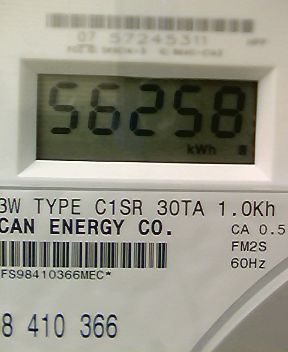 07 57245311
56258
kWh
3W TYPE C1SR 30TA 1.0Kh
CAN ENERGY CO.
CA 0.5
FM2S
60Hz
FS98410366MEC*
8 410 366